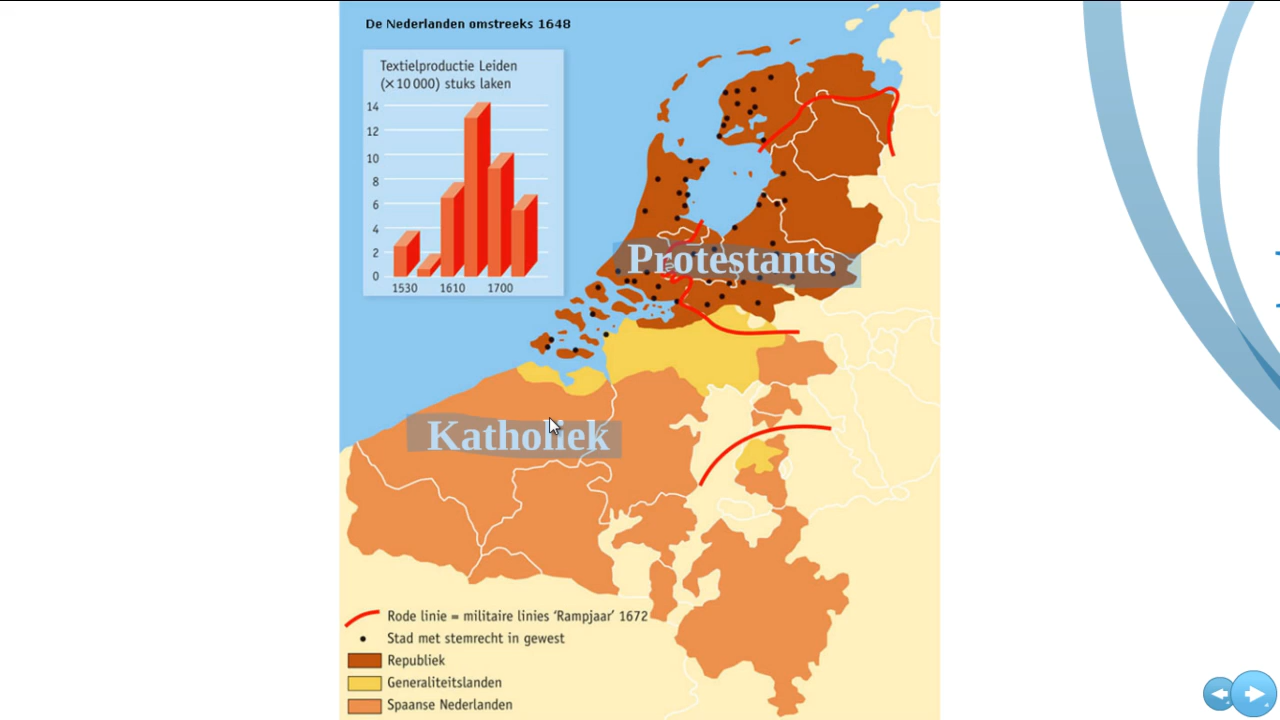 De Nederlanden omstreeks 1648
Textielproductie Leiden
(×10 000) stuks laken
14
12
10
8
6
4
2
0
1530 1610 1700
Protestants
Katholiek
Rode linie = militaire linies ‘Rampjaar’ 1672
Stad met stemrecht in gewest
Republiek
Generaliteitslanden
Spaanse Nederlanden